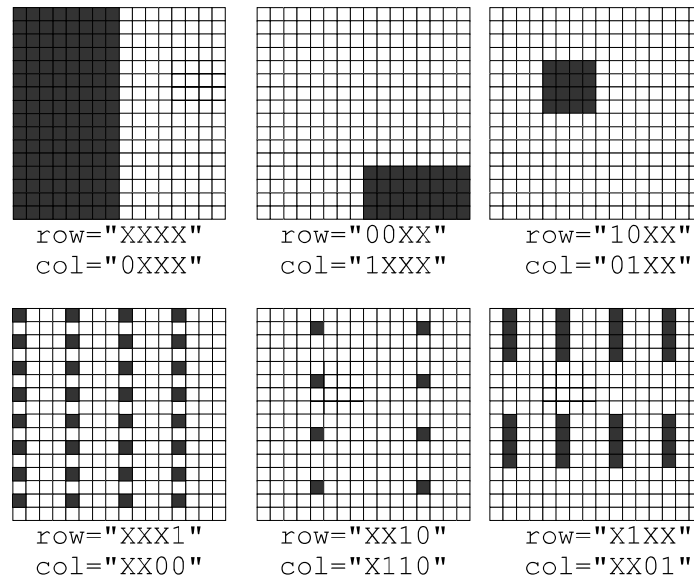 row="XXXX"
col="0XXX"
row="00XX"
col="1XXX"
row="10XX"
col="01XX"
row="XXX1"
col="XX00"
row="XX10"
col="X110"
row="X1XX"
col="XX01"